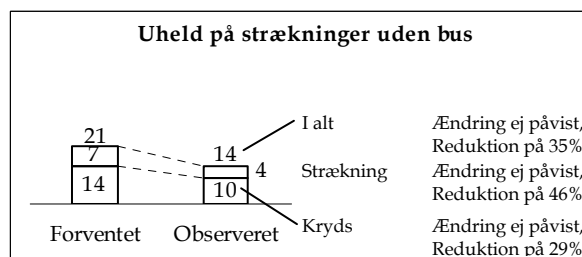 Uheld på strækninger uden bus
21
7
14
14
4
10
Forventet
Observeret
I alt
Ændring ej påvist,
Reduktion på 35%
Strækning
Ændring ej påvist,
Reduktion på 46%
Kryds
Ændring ej påvist,
Reduktion på 29%